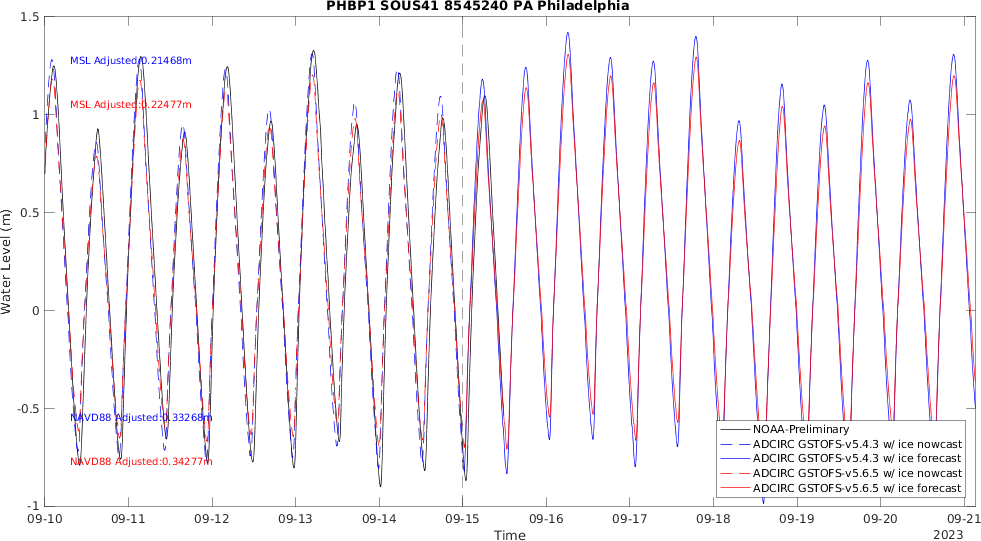 PHBP1 SOUS41 8545240 PA Philadelphia
1.5
1
0.5
0
-0.5
-1
Water Level (m)
MSL Adjusted:0.21468m
MSL Adjusted:0.22477m
NAVD88 Adjusted:0.33268m
NAVD88 Adjusted:0.34277m
NOAA-Preliminary
ADCIRC GSTOFS-v5.4.3 w/ ice nowcast
ADCIRC GSTOFS-v5.4.3 w/ ice forecast
ADCIRC GSTOFS-v5.6.5 w/ ice nowcast
ADCIRC GSTOFS-v5.6.5 w/ ice forecast
09-10 09-11 09-12 09-13 09-14 09-15 09-16 09-17 09-18 09-19 09-20 09-21
Time
2023